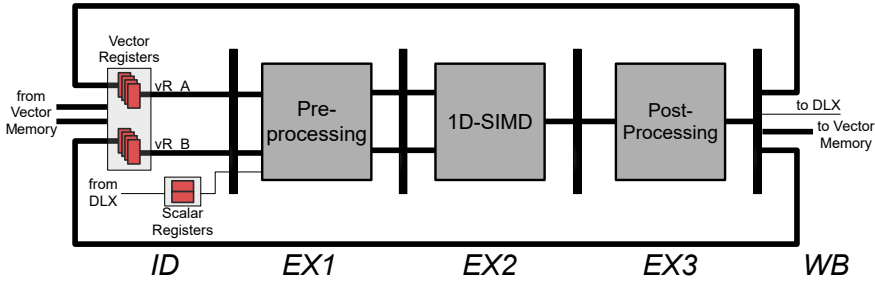 Vector
Registers
from
Vector
Memory
vR_A
vR_B
from
DLX
Scalar
Registers
Pre-
processing
1D-SIMD
Post-
Processing
to DLX
to Vector
Memory
ID
EX1
EX2
EX3
WB